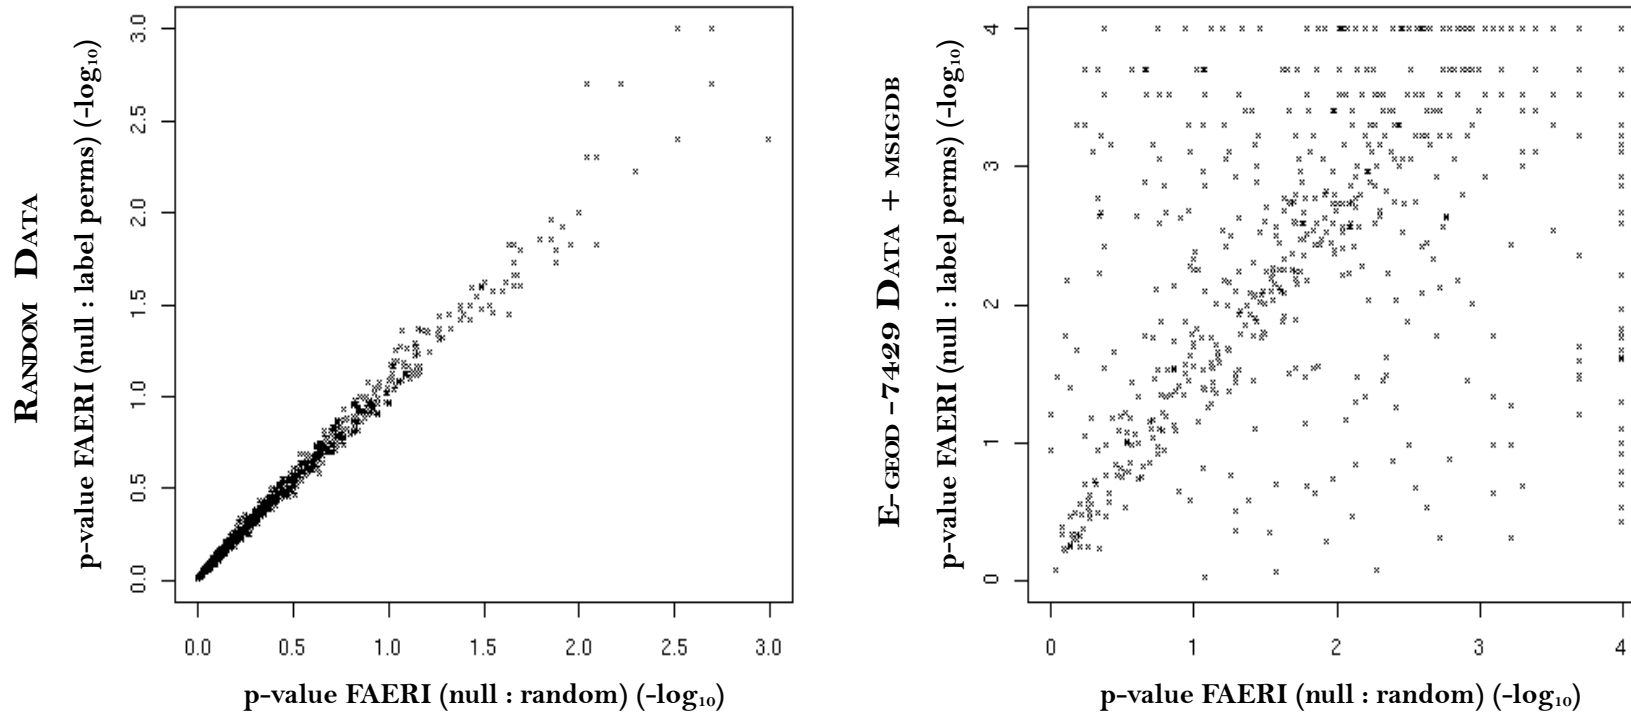 RANDOM DATA
p-value FAERI (null : label perms) (-log₁₀)
3.0
2.5
2.0
1.5
1.0
0.5
0.0
0.0 0.5 1.0 1.5 2.0 2.5 3.0
p-value FAERI (null : random) (-log₁₀)
E-GEOD -7429 DATA + MSIGDB
p-value FAERI (null : label perms) (-log₁₀)
4
3
2
1
0
0 1 2 3 4
p-value FAERI (null : random) (-log₁₀)